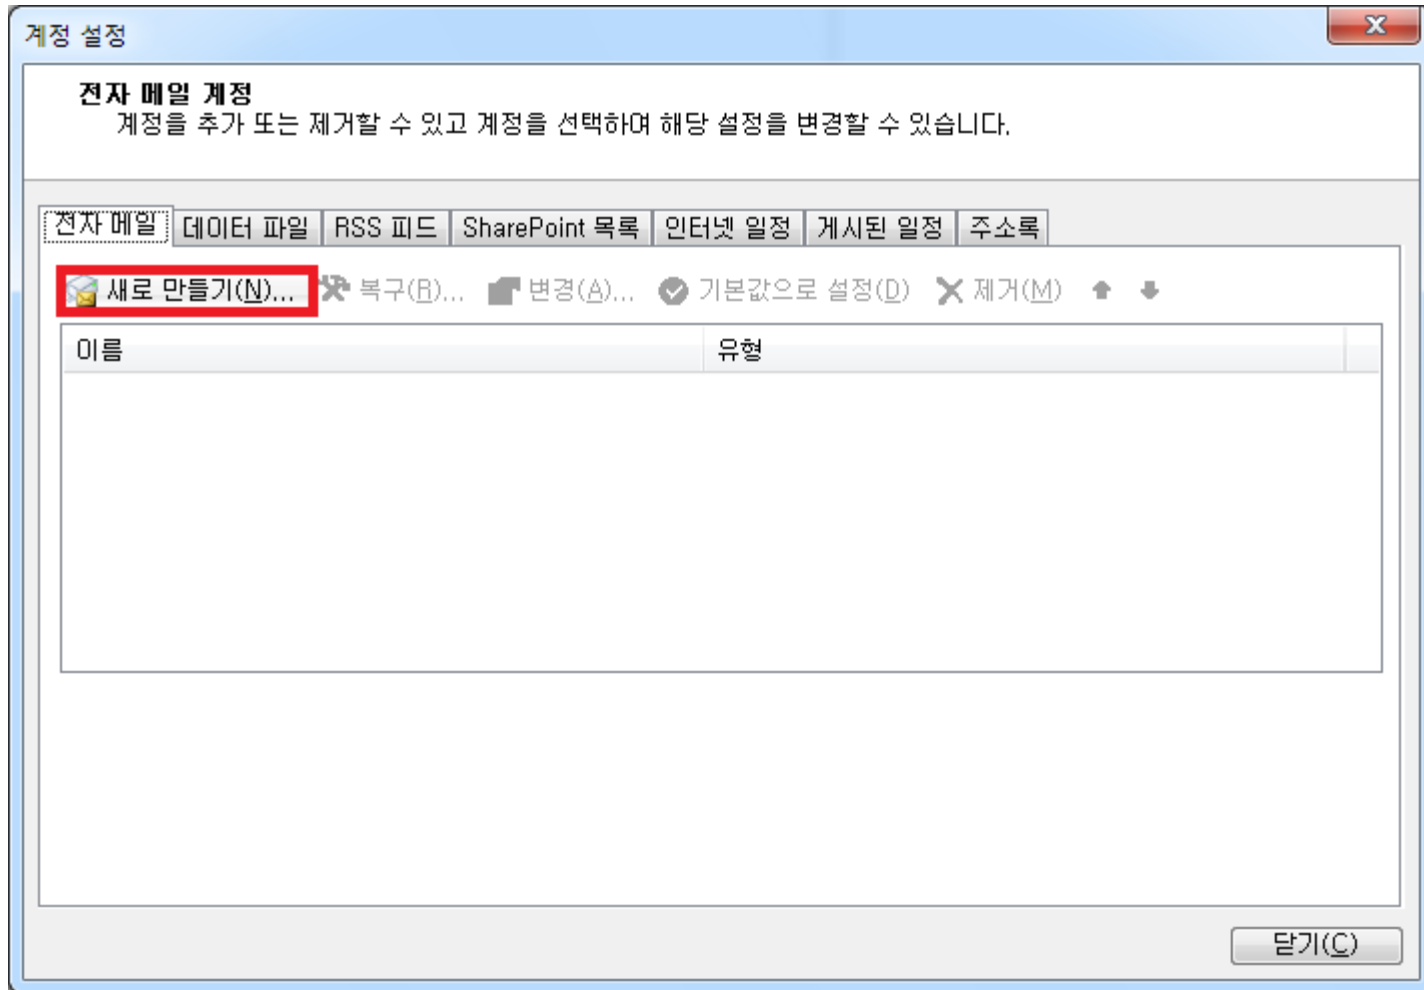 계정 설정
전자 메일 계정
계정을 추가 또는 제거할 수 있고 계정을 선택하여 해당 설정을 변경할 수 있습니다.
전자 메일 데이터 파일 RSS 피드 SharePoint 목록 인터넷 일정 게시된 일정 주소록
새로 만들기(N)... 복구(R)... 변경(A)... 기본값으로 설정(D) 제거(M)
이름 유형
닫기(C)